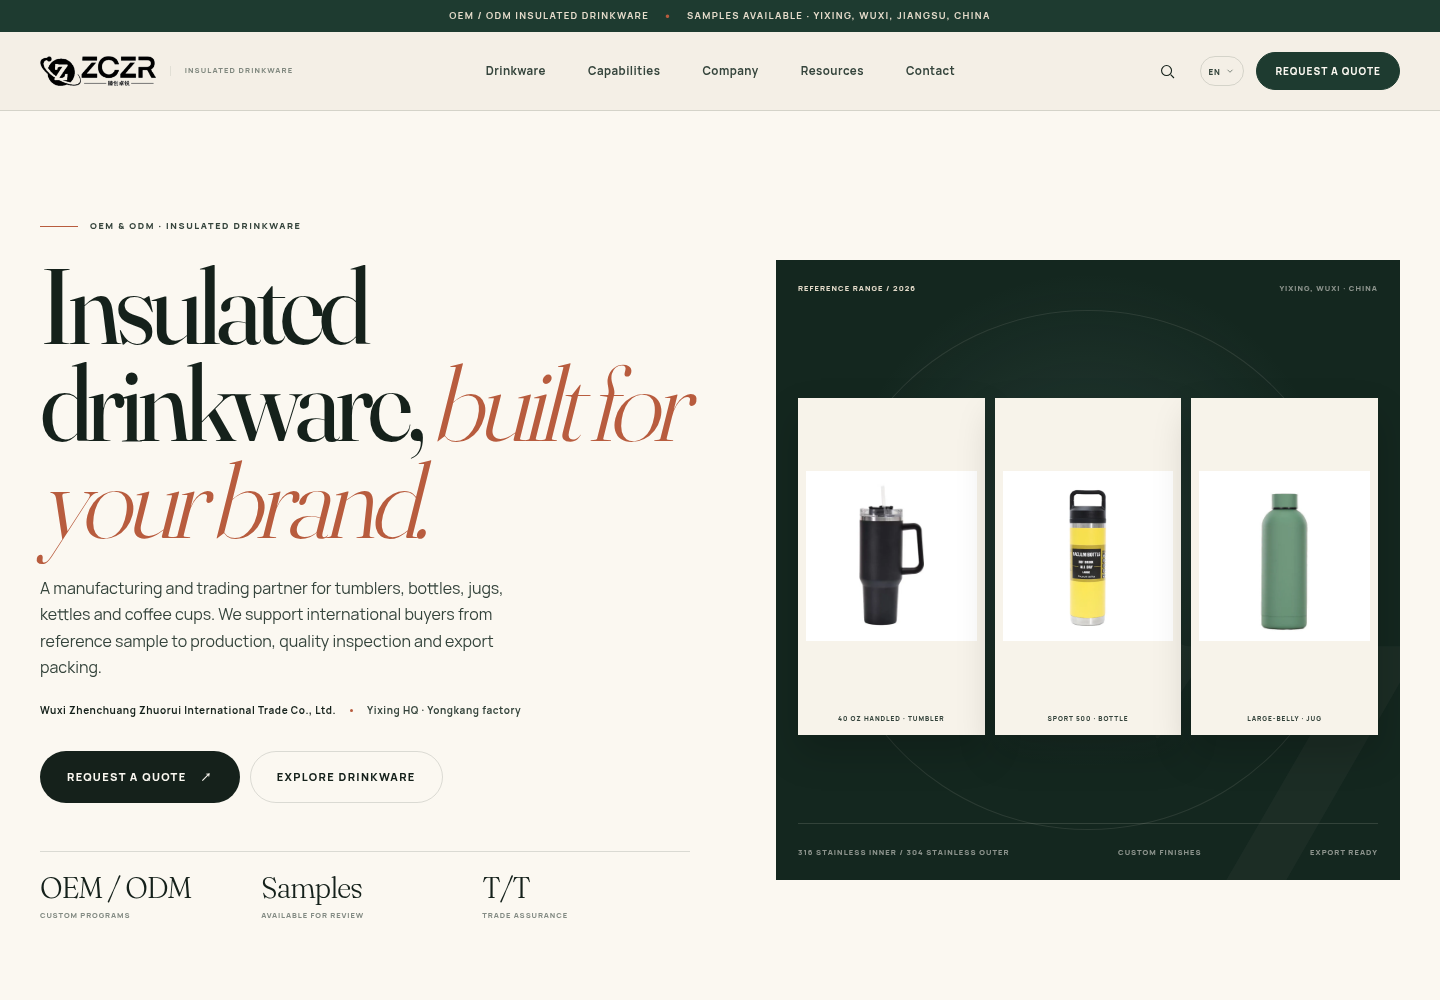 OEM / ODM INSULATED DRINKWARE • SAMPLES AVAILABLE · YIXING, WUXI, JIANGSU, CHINA
ZCZR
INSULATED DRINKWARE
Drinkware Capabilities Company Resources Contact
EN
REQUEST A QUOTE
OEM & ODM · INSULATED DRINKWARE
Insulated
drinkware, built for
your brand.
A manufacturing and trading partner for tumblers, bottles, jugs,
kettles and coffee cups. We support international buyers from
reference sample to production, quality inspection and export
packing.
Wuxi Zhenchuang Zhuorui International Trade Co., Ltd. • Yixing HQ · Yongkang factory
REQUEST A QUOTE ↗
EXPLORE DRINKWARE
OEM / ODM
CUSTOM PROGRAMS
Samples
AVAILABLE FOR REVIEW
T/T
TRADE ASSURANCE
REFERENCE RANGE / 2026
YIXING, WUXI · CHINA
40 OZ HANDLED · TUMBLER
SPORT 500 · BOTTLE
LARGE-BELLY · JUG
316 STAINLESS INNER / 304 STAINLESS OUTER
CUSTOM FINISHES
EXPORT READY